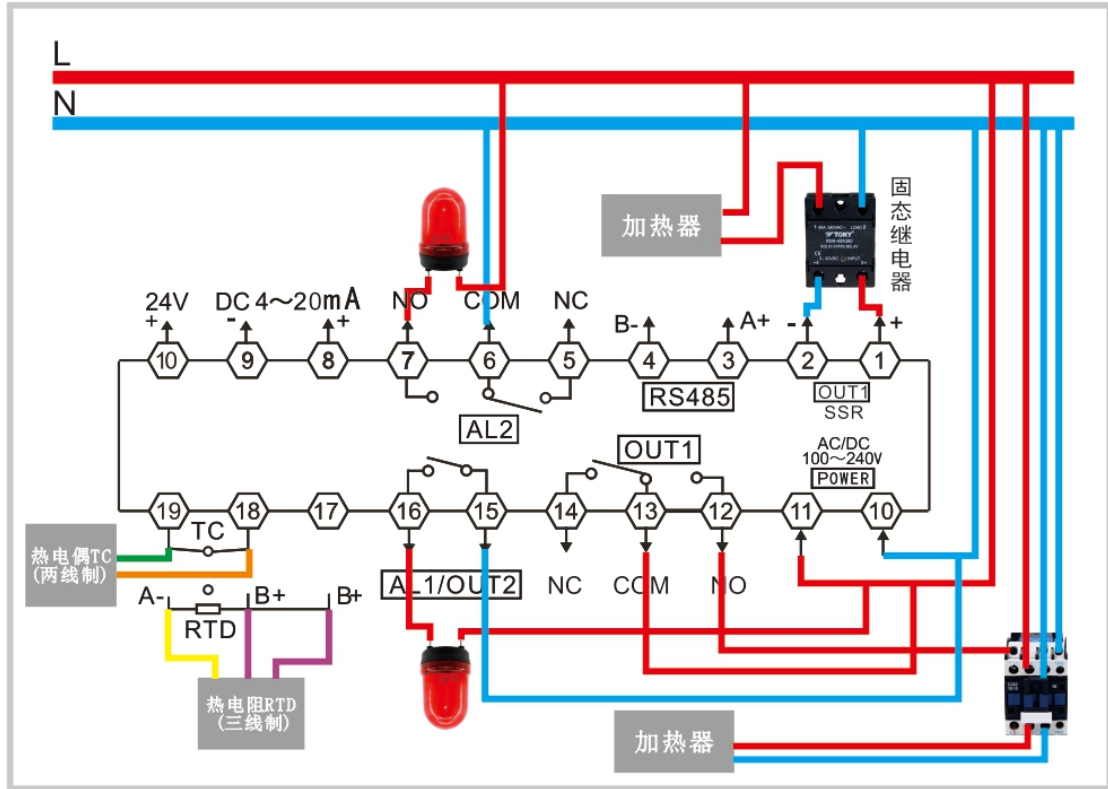 L
N
加热器
固态继电器
TOKY
24V
+
DC 4～20mA
-
+
NO
COM
NC
B-
A+
-
+
10
9
8
7
6
5
4
3
2
1
RS485
OUT1
SSR
AL2
OUT1
AC/DC
100～240V
POWER
19
18
17
16
15
14
13
12
11
10
TC
热电偶TC
(两线制)
AL1/OUT2
NC
COM
NO
A-
B+
B+
RTD
热电阻RTD
(三线制)
加热器